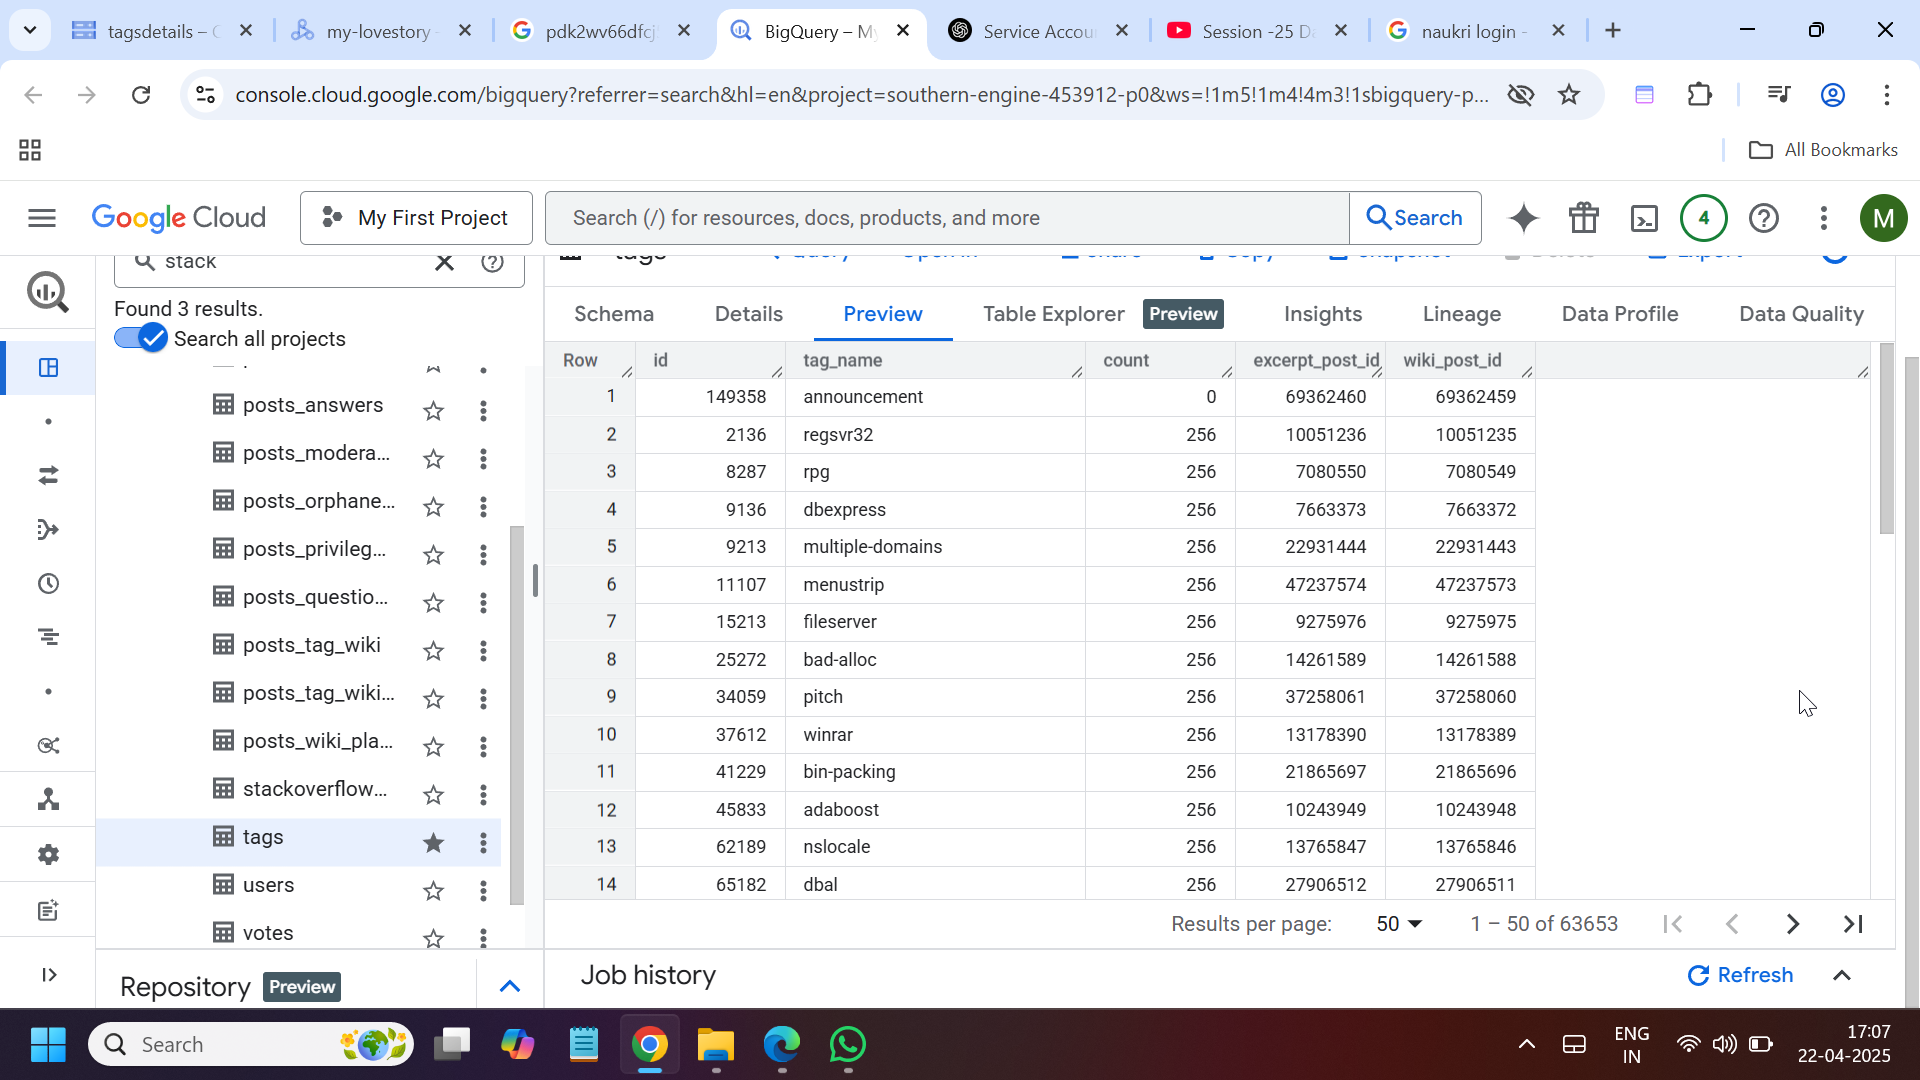 tagsdetails – C
my-lovestory -
pdk2wv66dfcj
BigQuery – My
Service Accou
Session -25 Da
naukri login -
console.cloud.google.com/bigquery?referrer=search&hl=en&project=southern-engine-453912-p0&ws=!1m5!1m4!4m3!1sbigquery-p...
All Bookmarks
Google Cloud
My First Project
Search (/) for resources, docs, products, and more
Search
4
M
stack
Found 3 results.
Search all projects
posts_answers
posts_modera...
posts_orphane...
posts_privileg...
posts_questio...
posts_tag_wiki
posts_tag_wiki...
posts_wiki_pla...
stackoverflow...
tags
users
votes
Repository Preview
tags Query Open in Share Copy Snapshot Delete Export
Schema Details Preview Table Explorer Preview Insights Lineage Data Profile Data Quality
Row id tag_name count excerpt_post_id wiki_post_id
1 149358 announcement 0 69362460 69362459
2 2136 regsvr32 256 10051236 10051235
3 8287 rpg 256 7080550 7080549
4 9136 dbexpress 256 7663373 7663372
5 9213 multiple-domains 256 22931444 22931443
6 11107 menustrip 256 47237574 47237573
7 15213 fileserver 256 9275976 9275975
8 25272 bad-alloc 256 14261589 14261588
9 34059 pitch 256 37258061 37258060
10 37612 winrar 256 13178390 13178389
11 41229 bin-packing 256 21865697 21865696
12 45833 adaboost 256 10243949 10243948
13 62189 nslocale 256 13765847 13765846
14 65182 dbal 256 27906512 27906511
Results per page: 50 1 – 50 of 63653
Job history
Refresh
Search
ENG
IN
17:07
22-04-2025